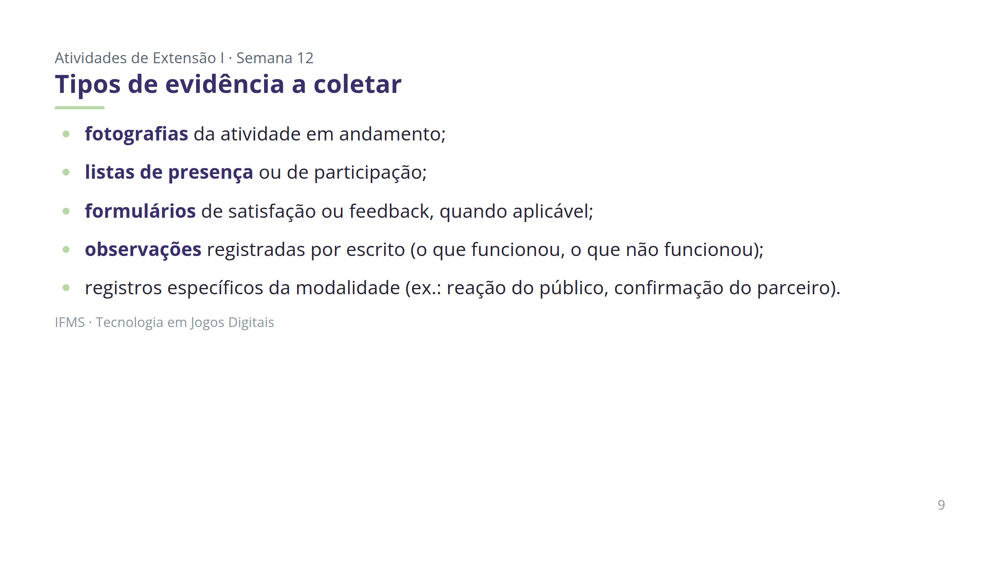 Atividades de Extensão I · Semana 12
Tipos de evidência a coletar
fotografias da atividade em andamento;
listas de presença ou de participação;
formulários de satisfação ou feedback, quando aplicável;
observações registradas por escrito (o que funcionou, o que não funcionou);
registros específicos da modalidade (ex.: reação do público, confirmação do parceiro).
IFMS · Tecnologia em Jogos Digitais
9